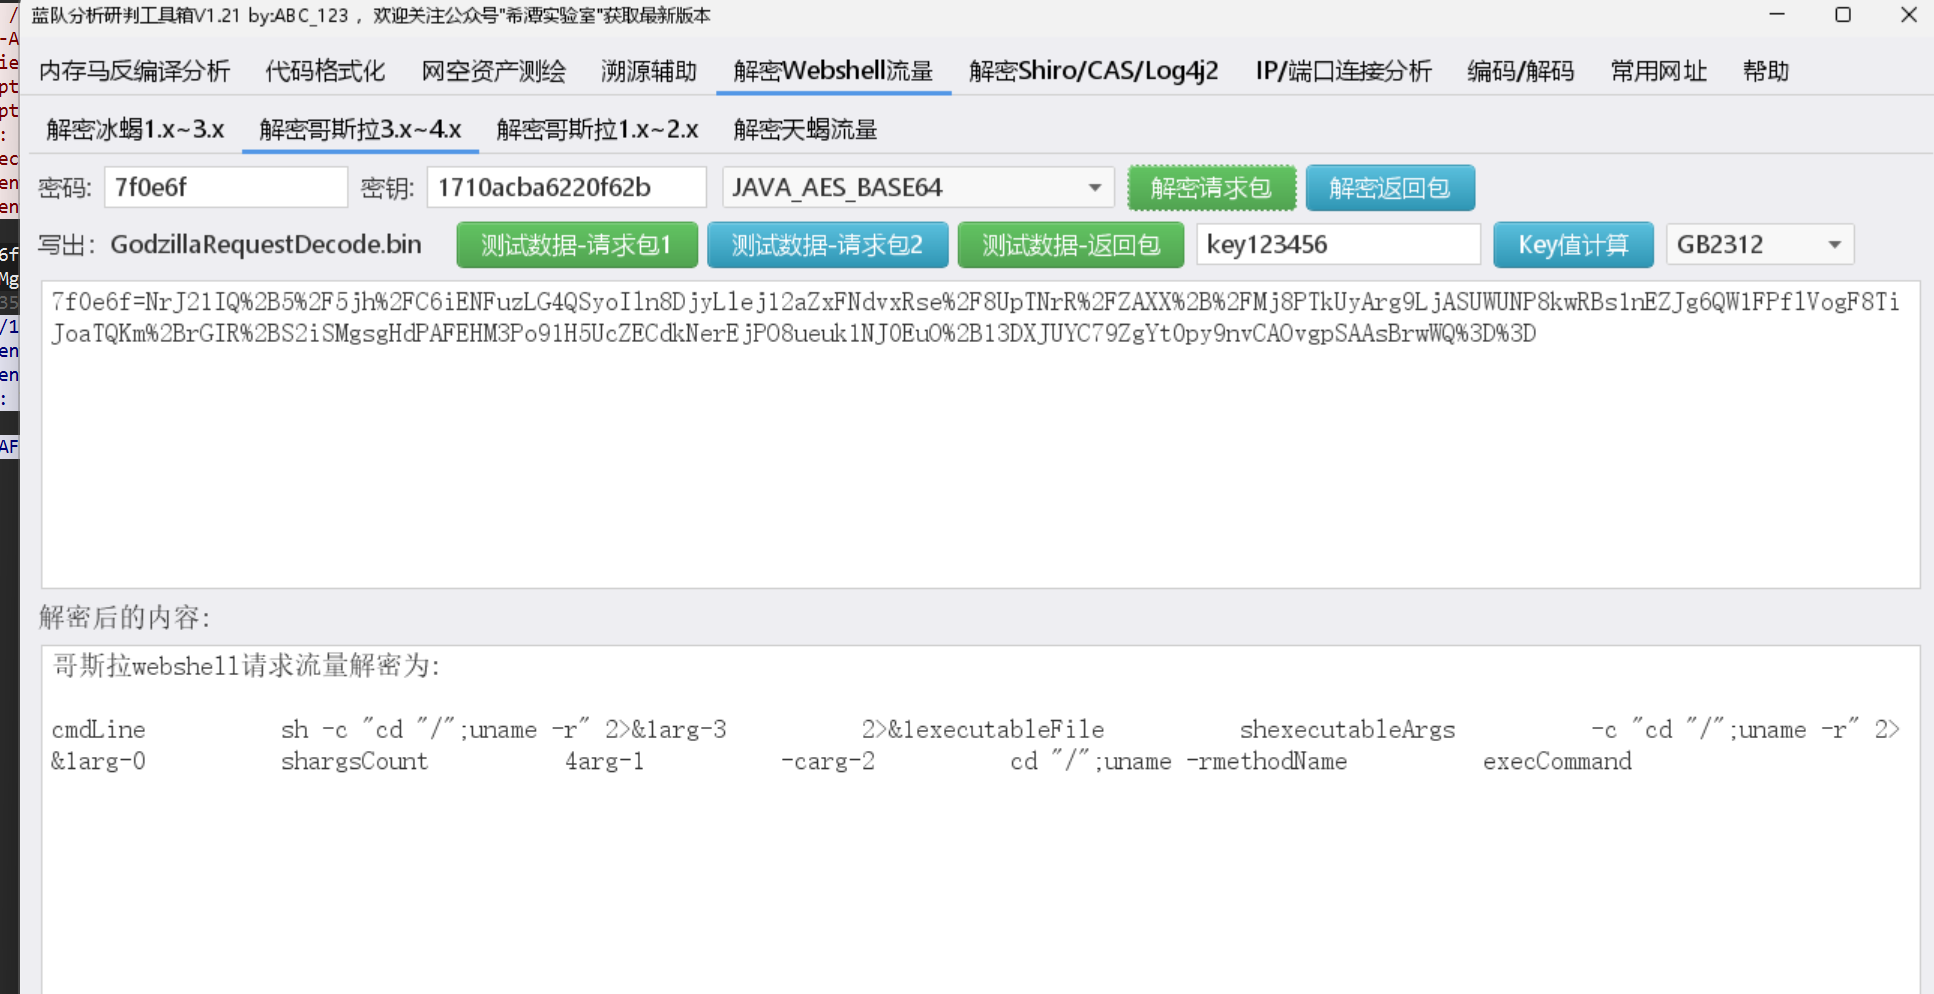 蓝队分析研判工具箱V1.21 by:ABC_123 ，欢迎关注公众号"希潭实验室"获取最新版本
内存马反编译分析 代码格式化 网空资产测绘 溯源辅助 解密Webshell流量 解密Shiro/CAS/Log4j2 IP/端口连接分析 编码/解码 常用网址 帮助
解密冰蝎1.x~3.x 解密哥斯拉3.x~4.x 解密哥斯拉1.x~2.x 解密天蝎流量
密码: 7f0e6f 密钥: 1710acba6220f62b JAVA_AES_BASE64 解密请求包 解密返回包
写出: GodzillaRequestDecode.bin 测试数据-请求包1 测试数据-请求包2 测试数据-返回包 key123456 Key值计算 GB2312
7f0e6f=NrJ21IQ%2B5%2F5jh%2FC6iENFuzLG4QSyoIln8DjyLlej12aZxFNdvxRse%2F8UpTNrR%2FZAXX%2B%2FMj8PTkUyArg9LjASUWUNP8kwRBs1nEZJg6QW1FPflVogF8Ti
JoaTQKm%2BrGIR%2BS2iSMgsgHdPAFEHM3Po91H5UcZECdkNerEjPO8ueuk1NJ0EuO%2B13DXJUYC79ZgYt0py9nvCAOvgpSAAsBrwWQ%3D%3D
解密后的内容:
哥斯拉webshell请求流量解密为:
cmdLine sh -c "cd "/";uname -r" 2>&1arg-3 2>&1executableFile shexecutableArgs -c "cd "/";uname -r" 2>
&1arg-0 shargsCount 4arg-1 -carg-2 cd "/";uname -rmethodName execCommand